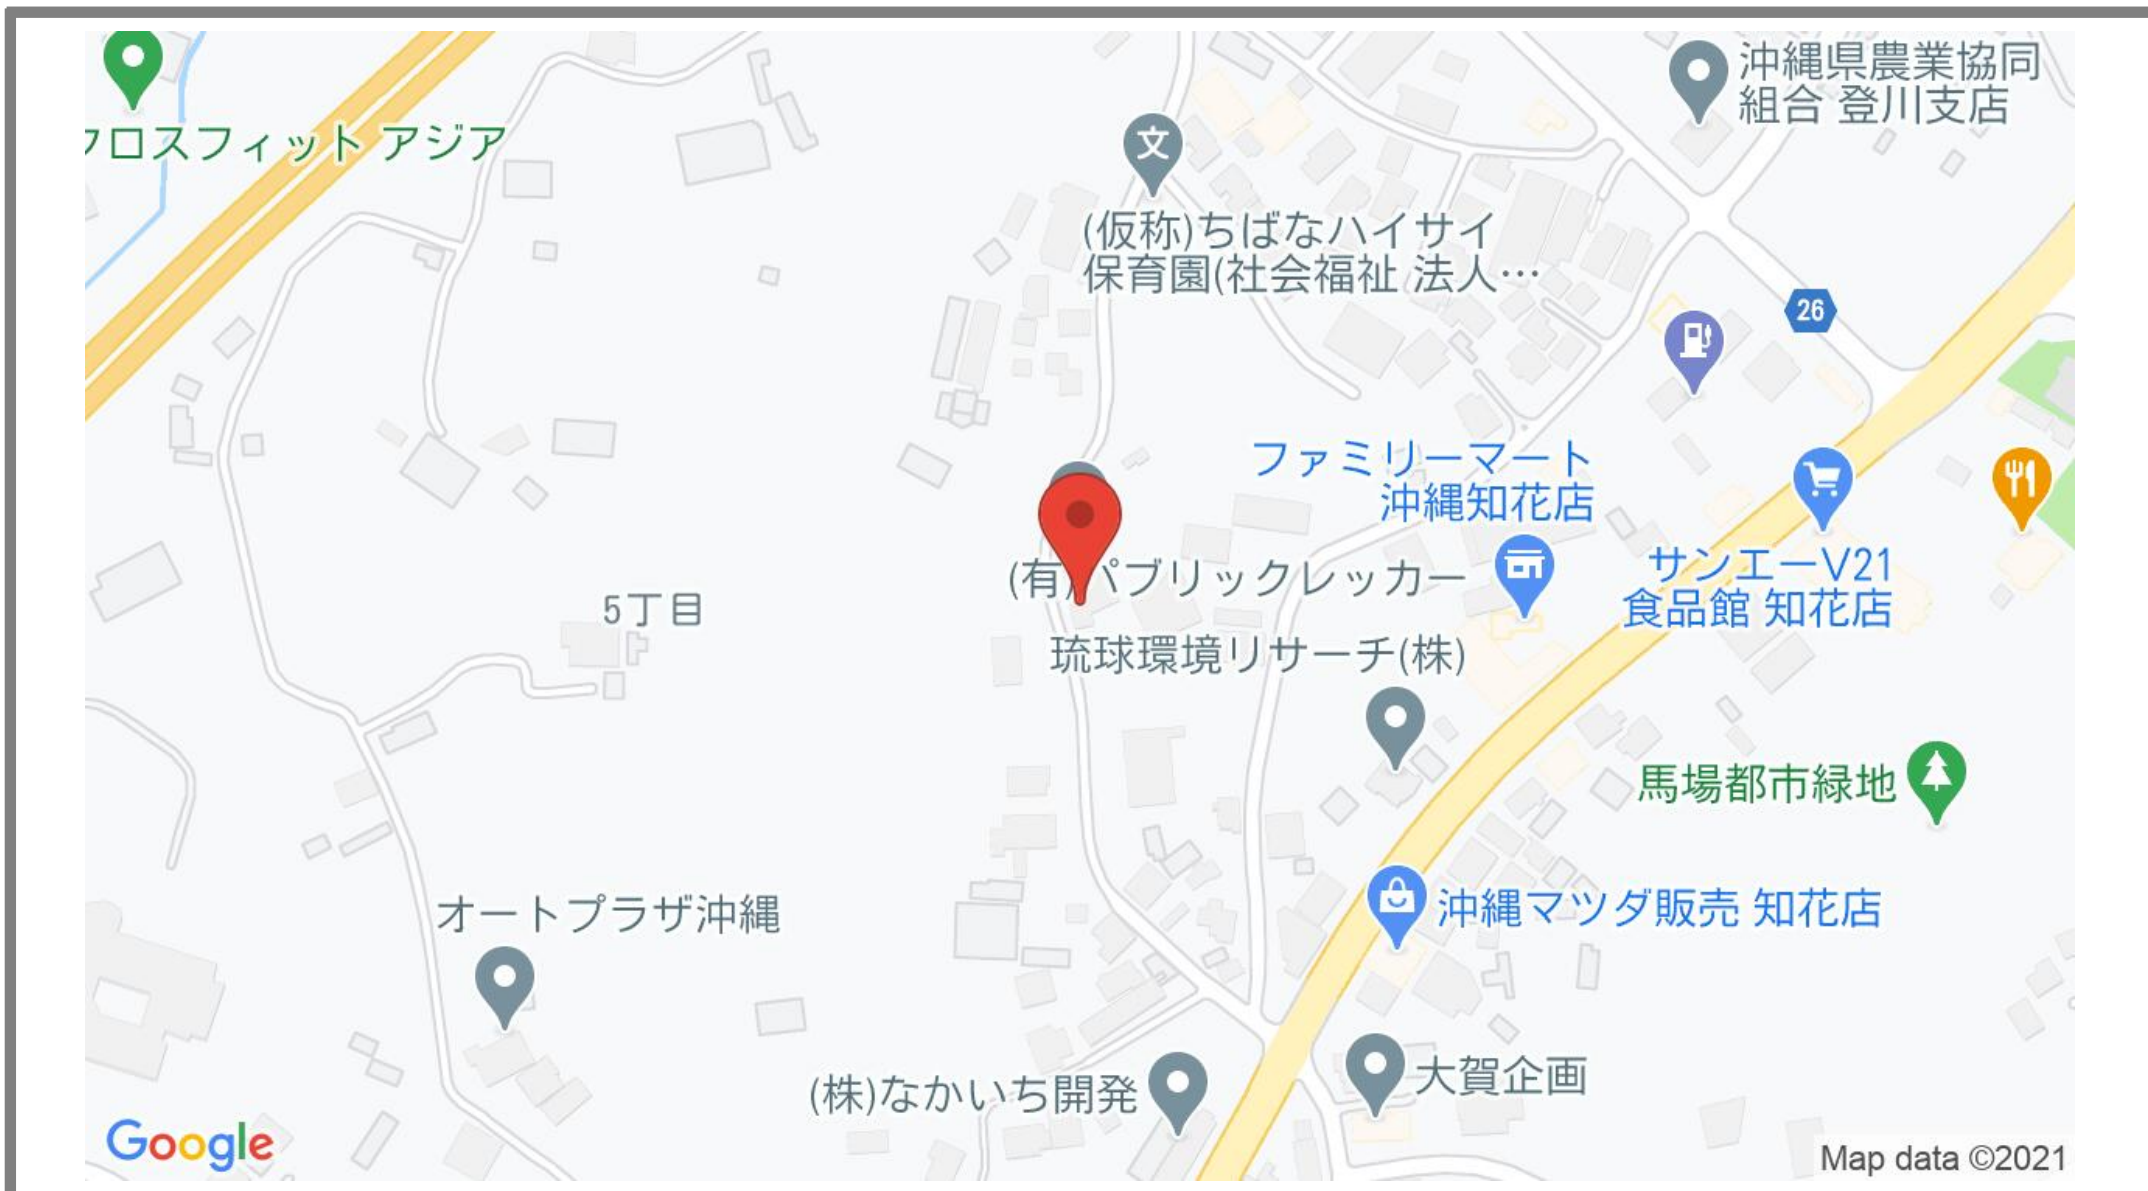 沖縄県農業協同
組合 登川支店
クロスフィット アジア
文
(仮称)ちばなハイサイ
保育園(社会福祉 法人…
26
ファミリーマート
沖縄知花店
サンエーV21
食品館 知花店
(有)パブリックレッカー
5丁目
琉球環境リサーチ(株)
馬場都市緑地
オートプラザ沖縄
沖縄マツダ販売 知花店
(株)なかいち開発
大賀企画
Google
Map data ©2021